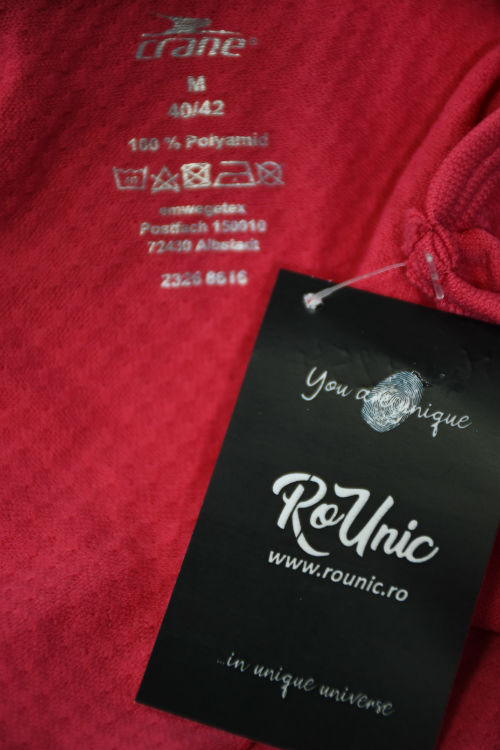 crane®
M
40/42
100 % Polyamid
emwegetex
Postfach 150010
72430 Albstadt
2326 8616
You are unique
RoUnic
www.rounic.ro
...in unique universe